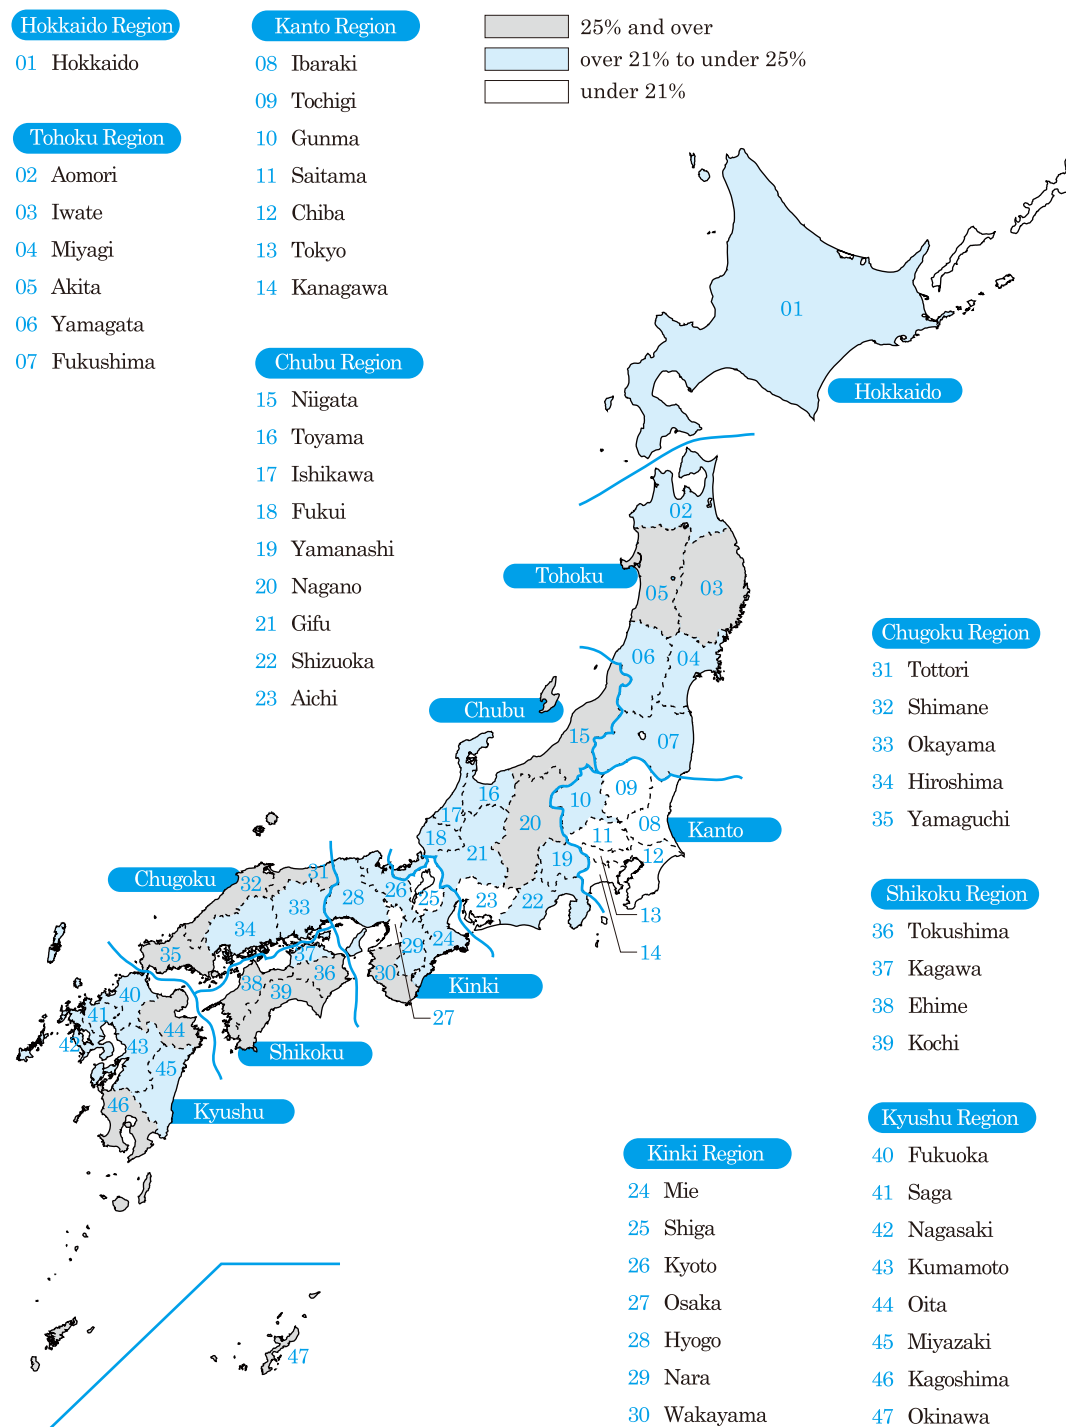 Hokkaido Region
01 Hokkaido
Tohoku Region
02 Aomori
03 Iwate
04 Miyagi
05 Akita
06 Yamagata
07 Fukushima
Kanto Region
08 Ibaraki
09 Tochigi
10 Gunma
11 Saitama
12 Chiba
13 Tokyo
14 Kanagawa
Chubu Region
15 Niigata
16 Toyama
17 Ishikawa
18 Fukui
19 Yamanashi
20 Nagano
21 Gifu
22 Shizuoka
23 Aichi
25% and over
over 21% to under 25%
under 21%
01
Hokkaido
02
Tohoku
05
03
06
04
Chubu
15
07
16
10
09
17
20
11
08
Kanto
18
21
19
12
Chugoku
32
31
28
26
25
23
22
33
13
34
29
24
14
35
37
36
30
Kinki
38
39
27
40
41
44
42
43
Shikoku
45
46
Kyushu
47
Chugoku Region
31 Tottori
32 Shimane
33 Okayama
34 Hiroshima
35 Yamaguchi
Shikoku Region
36 Tokushima
37 Kagawa
38 Ehime
39 Kochi
Kinki Region
24 Mie
25 Shiga
26 Kyoto
27 Osaka
28 Hyogo
29 Nara
30 Wakayama
Kyushu Region
40 Fukuoka
41 Saga
42 Nagasaki
43 Kumamoto
44 Oita
45 Miyazaki
46 Kagoshima
47 Okinawa